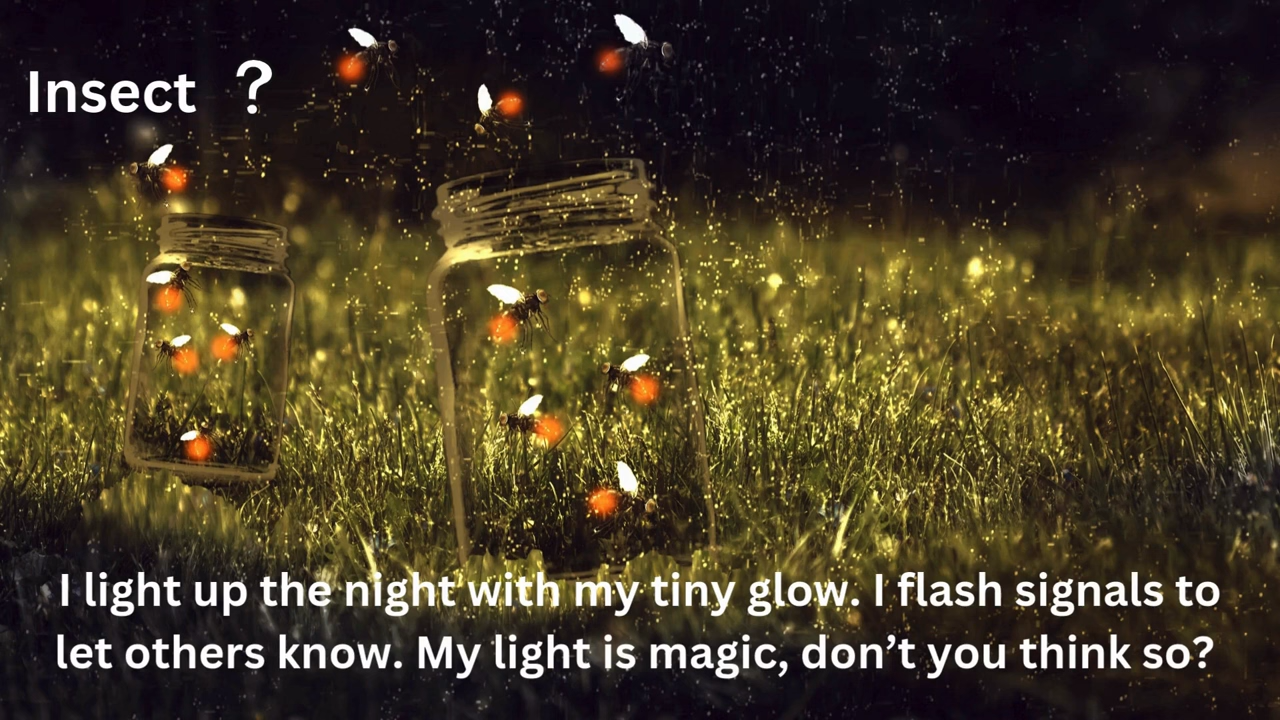 Insect ?
I light up the night with my tiny glow. I flash signals to
let others know. My light is magic, don’t you think so?